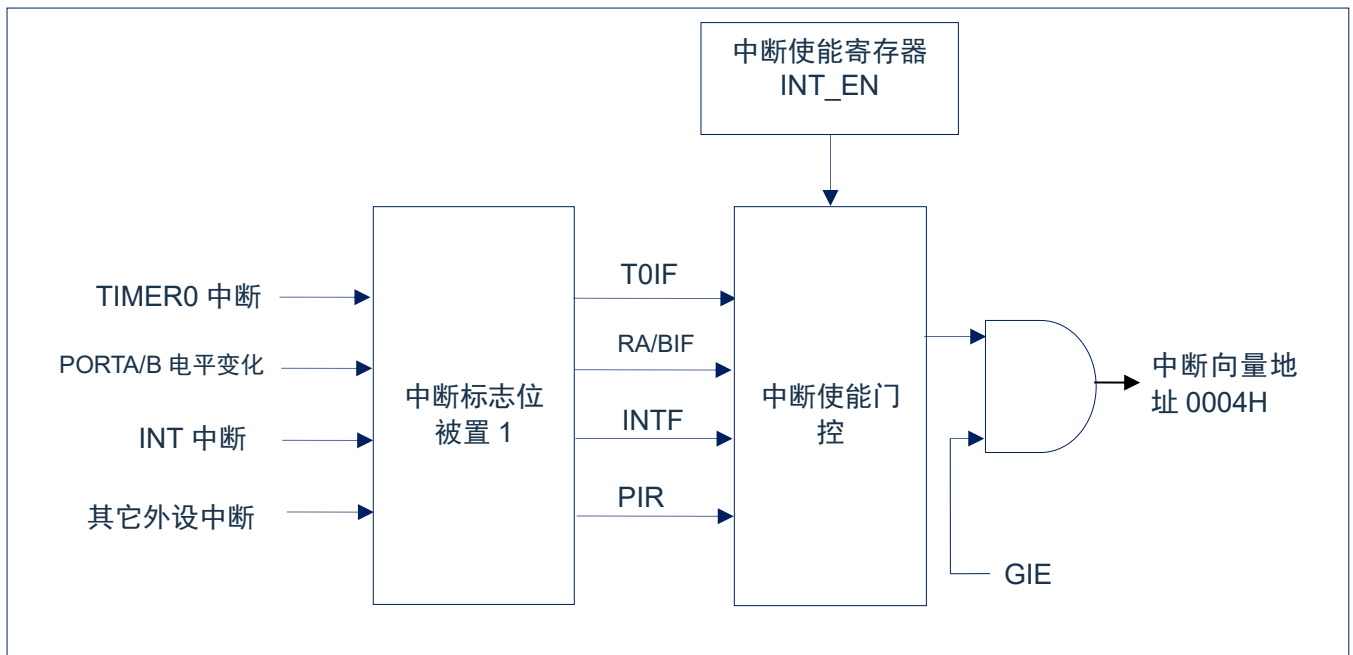 中断使能寄存器
INT_EN
TIMER0 中断
PORTA/B 电平变化
INT 中断
其它外设中断
中断标志位
被置 1
T0IF
RA/BIF
INTF
PIR
中断使能门
控
GIE
中断向量地
址 0004H